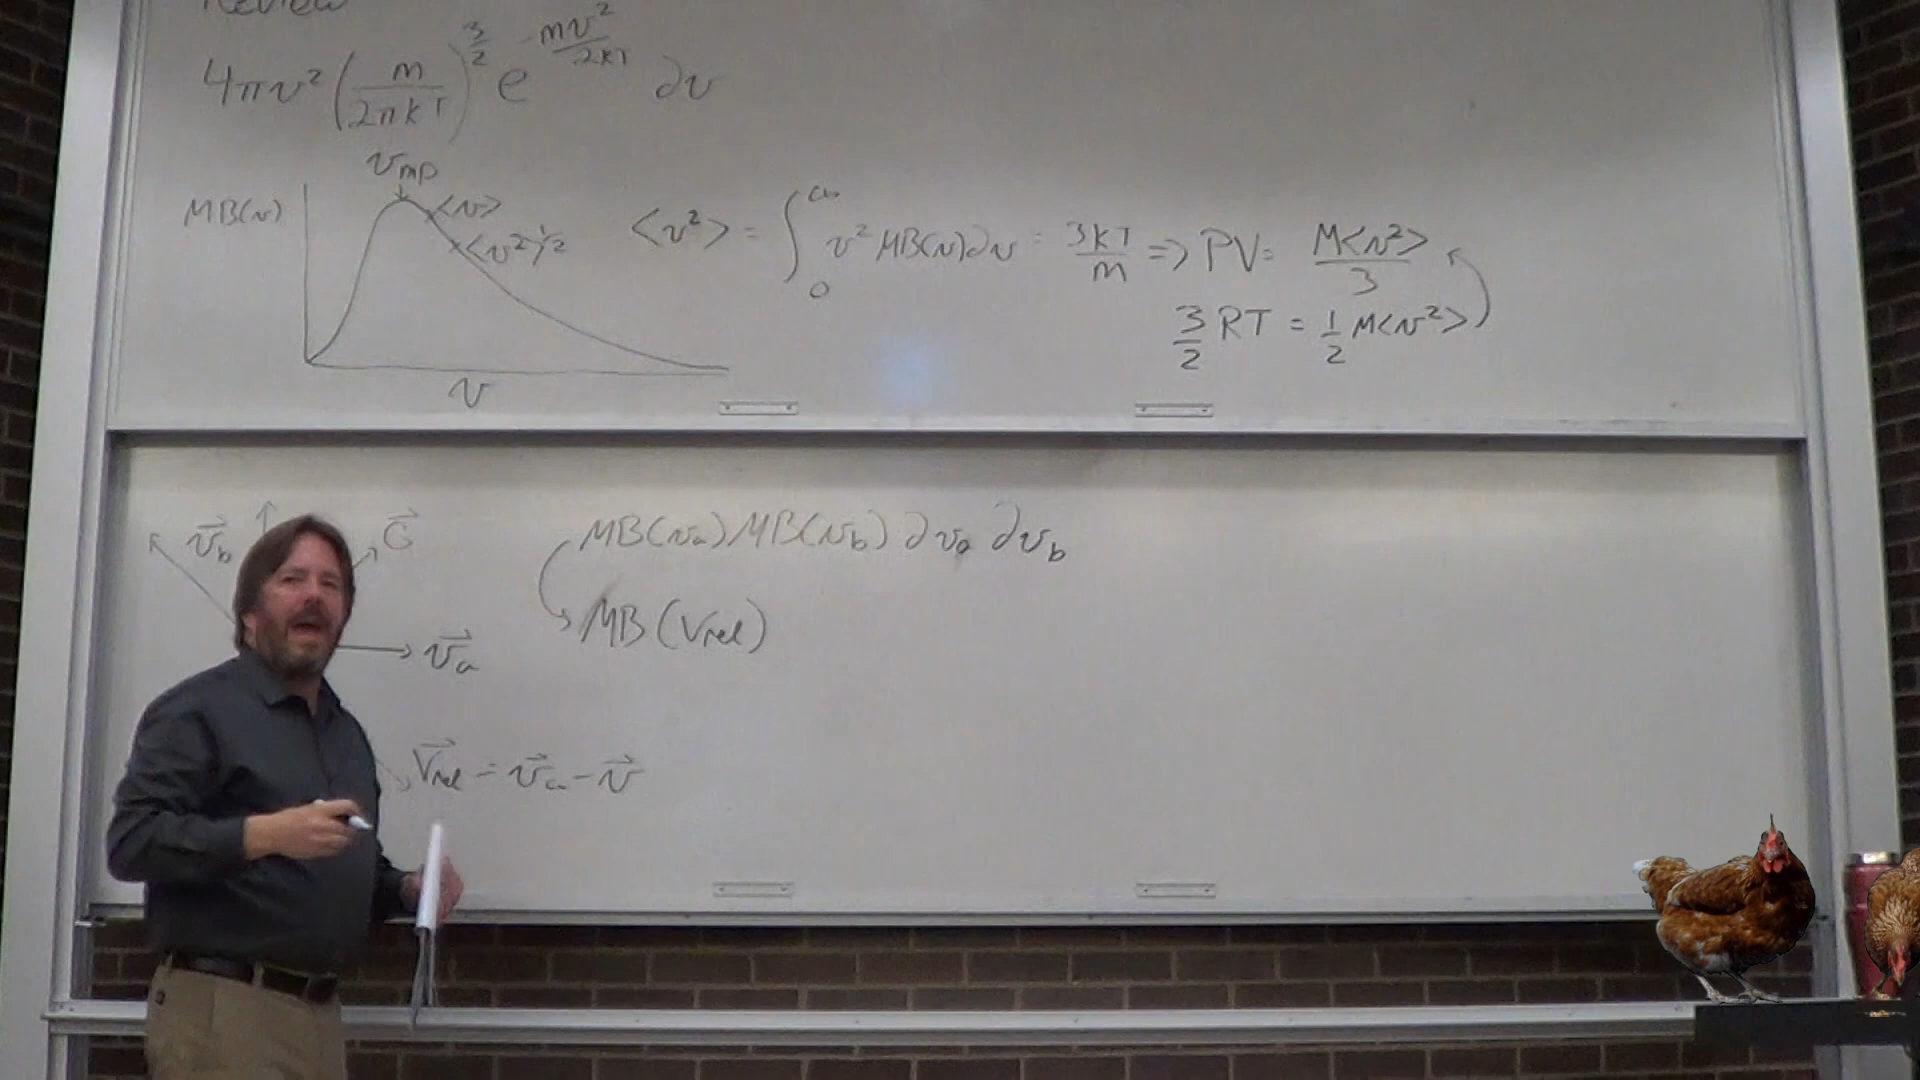 Review
4πv² (m/2πkT)^3/2 e^-mv²/2kT ∂v
v_mp
MB(v)
<v>
<v²>^1/2
v
<v²> = ∫₀^∞ v² MB(v)∂v = 3kT/m => PV = M<v²>/3
3/2 RT = 1/2 M<v²>
v⃗_b
C⃗
v⃗_a
MB(v_a)MB(v_b) ∂v_a ∂v_b
MB(v_rel)
v⃗_rel = v⃗_a - v⃗